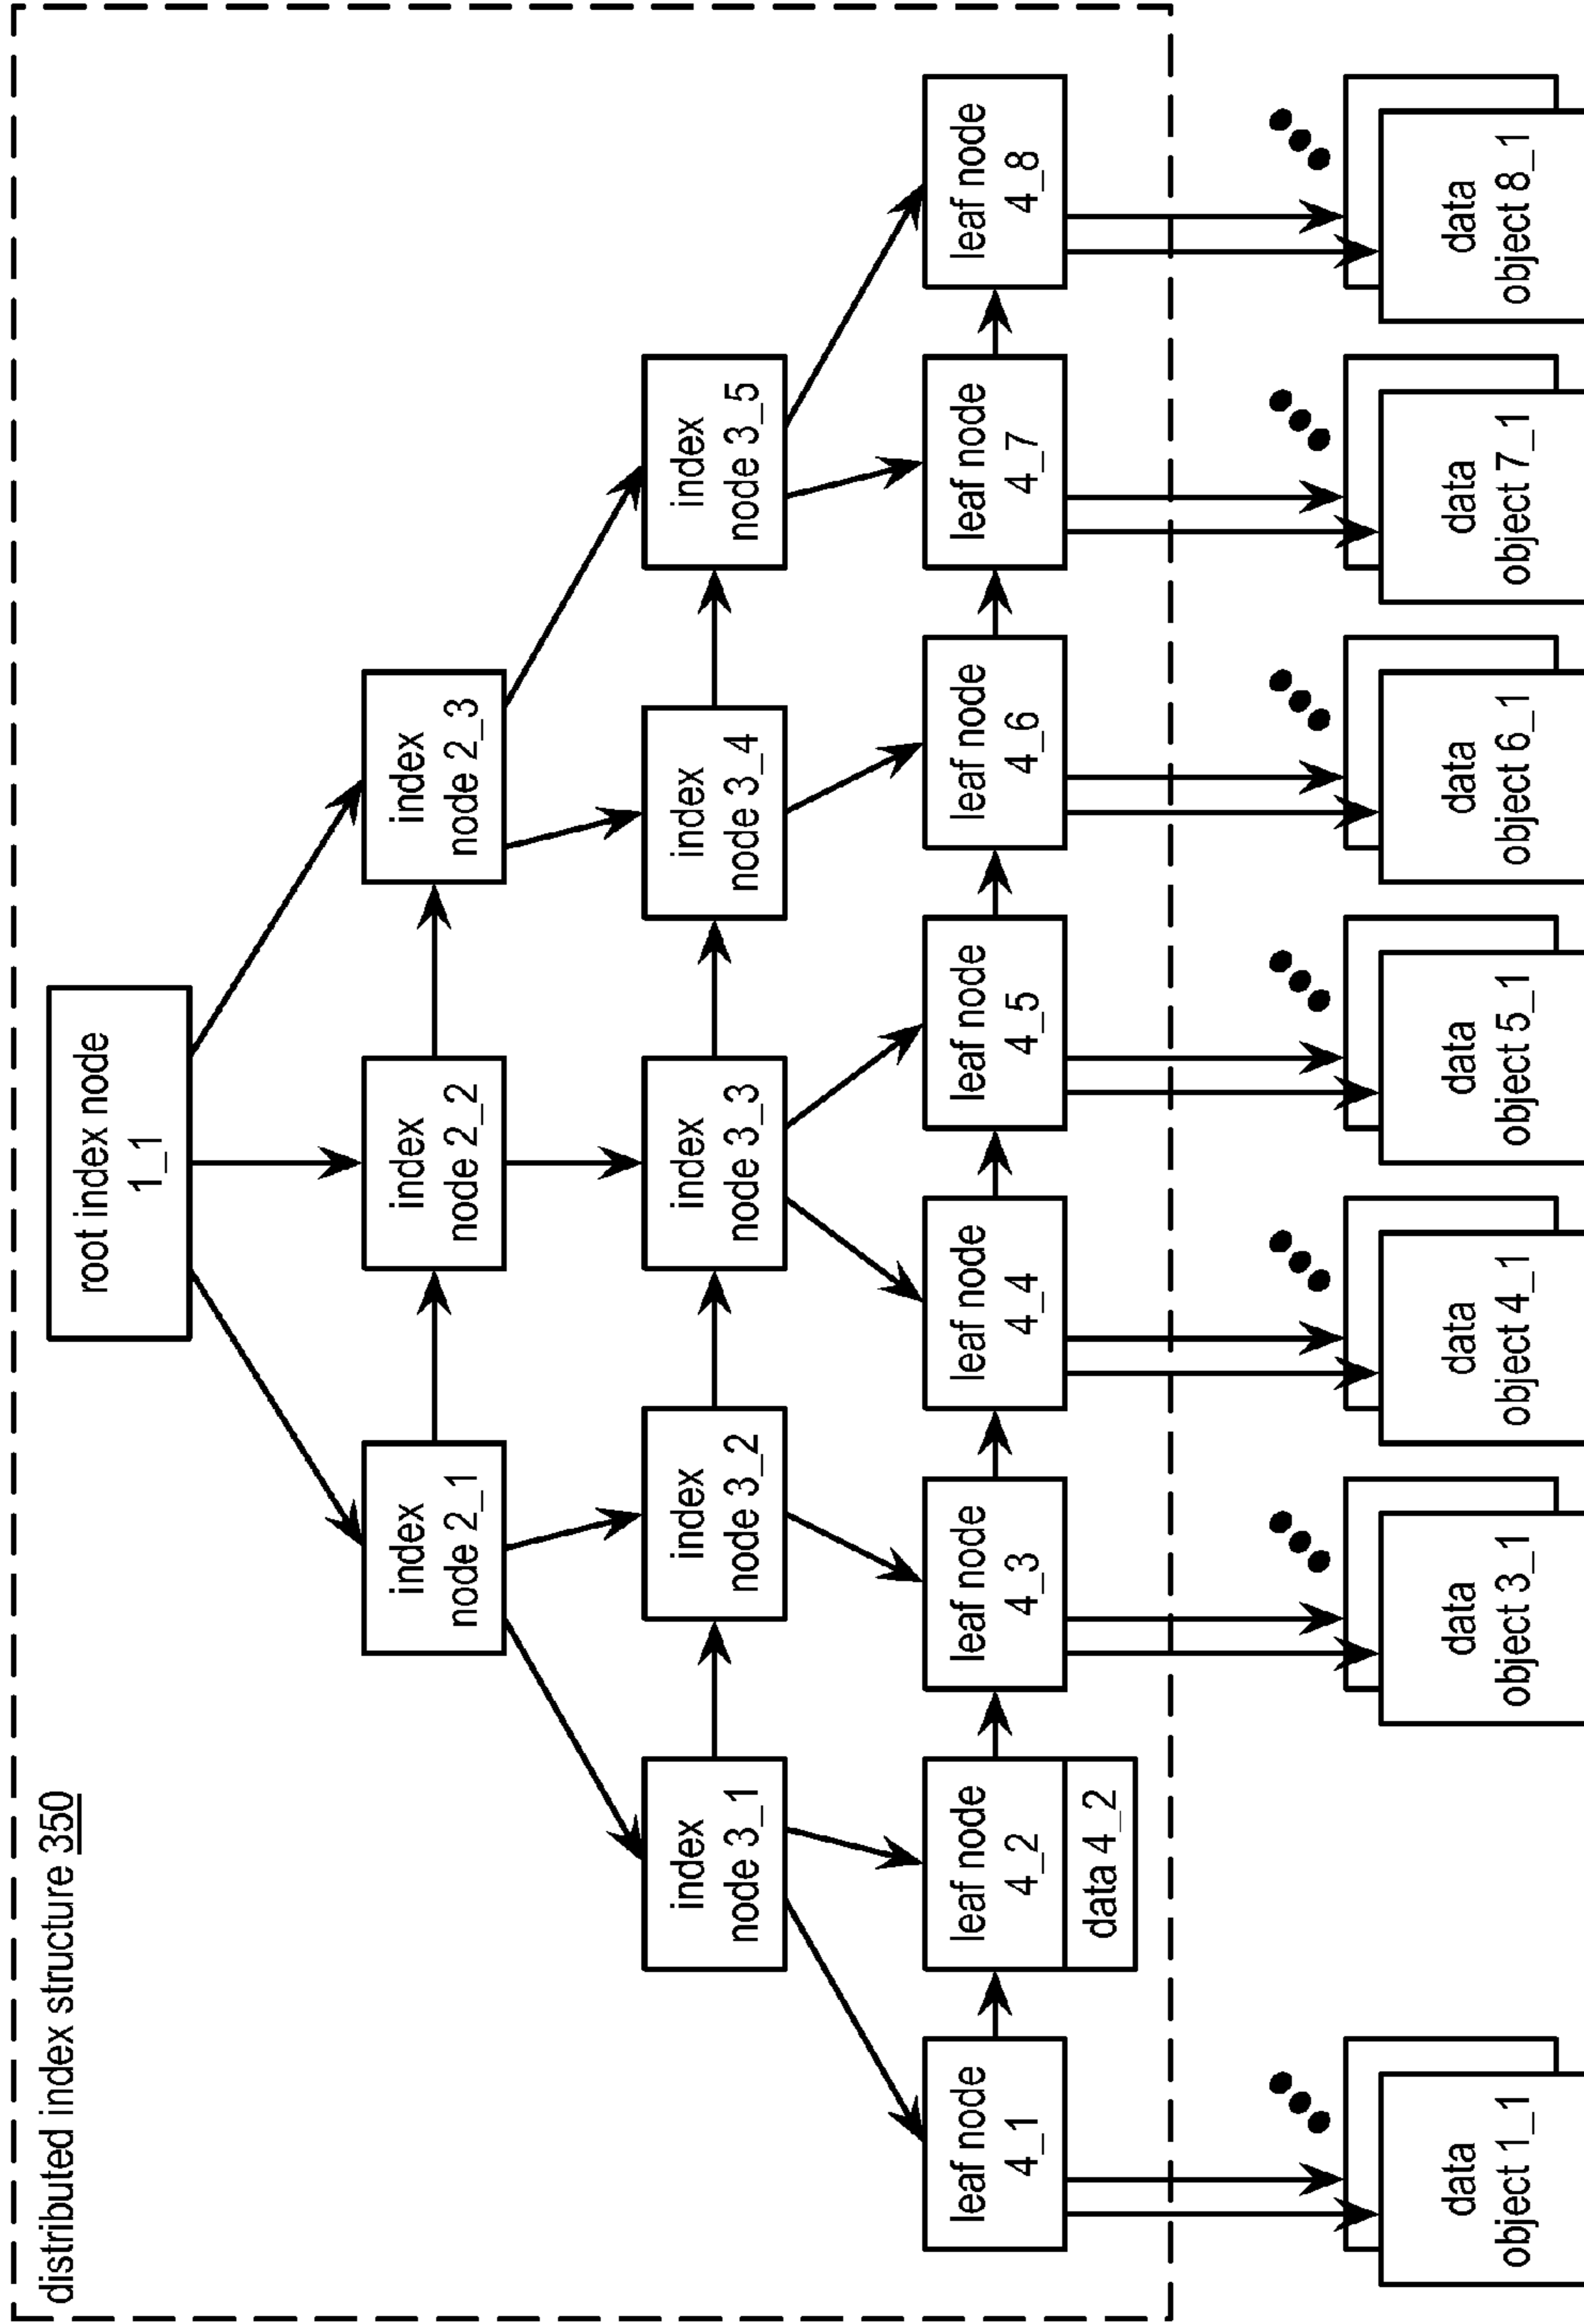 distributed index structure 350
root index node
1_1
index
node 2_1
index
node 2_2
index
node 2_3
index
node 3_1
index
node 3_2
index
node 3_3
index
node 3_4
index
node 3_5
leaf node
4_1
leaf node
4_2
data 4_2
leaf node
4_3
leaf node
4_4
leaf node
4_5
leaf node
4_6
leaf node
4_7
leaf node
4_8
data
object 1_1
data
object 3_1
data
object 4_1
data
object 5_1
data
object 6_1
data
object 7_1
data
object 8_1